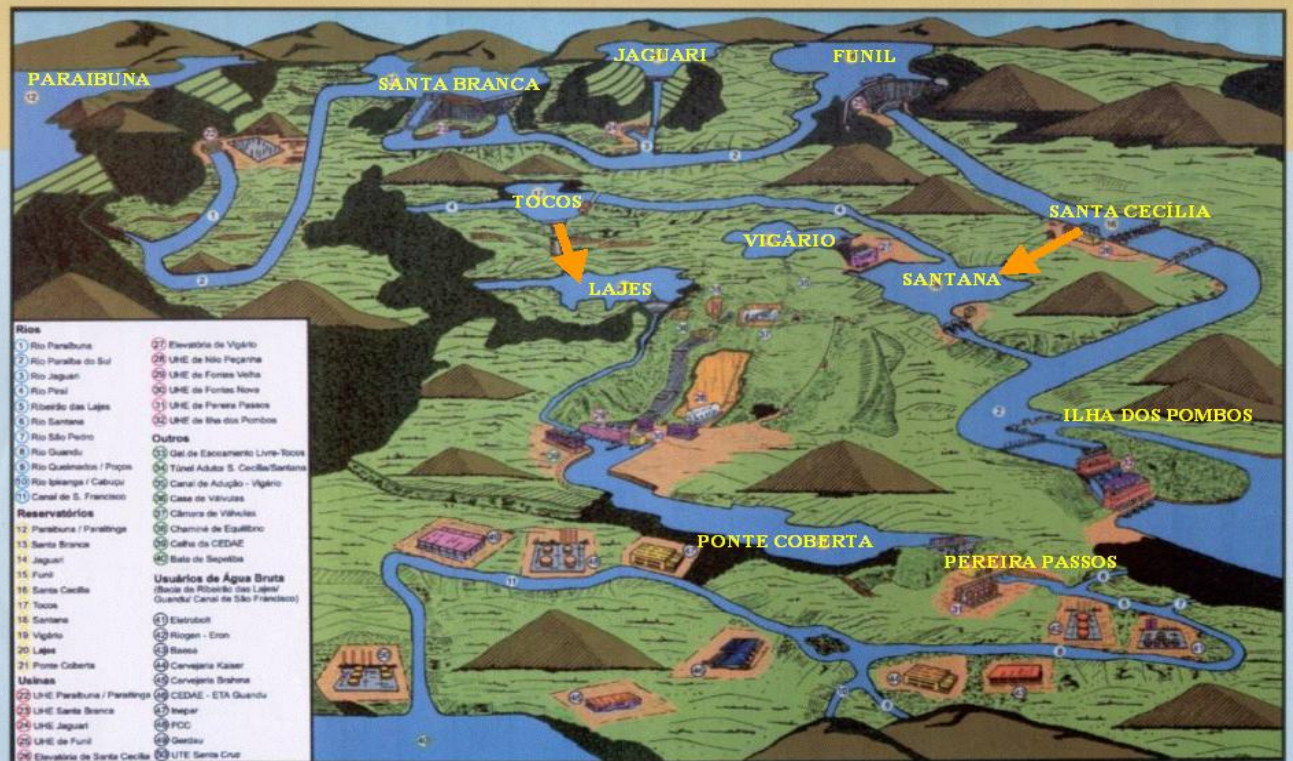 JAGUARI
FUNIL
PARAIBUNA
SANTA BRANCA
TOCOS
SANTA CECÍLIA
VIGÁRIO
SANTANA
LAJES
ILHA DOS POMBOS
PONTE COBERTA
PEREIRA PASSOS
Rios
1 Rio Paraibuna
2 Rio Paraíba do Sul
3 Rio Jaguari
4 Rio Piraí
5 Ribeirão das Lajes
6 Rio Santana
7 Rio São Pedro
8 Rio Guandu
Rio Queimados / Poços
10 Rio Ipiranga / Cabuçu
11 Canal de S. Francisco
Reservatórios
12 Paraibuna / Paraitinga
13 Santa Branca
14 Jaguari
15 Funil
16 Santa Cecília
17 Tocos
18 Santana
19 Vigário
20 Lajes
21 Ponte Coberta
Usinas
22 UHE Paraibuna / Paraitinga
23 UHE Santa Branca
24 UHE Jaguari
25 UHE de Funil
26 Elevatória de Santa Cecília
27 Elevatória de Vigário
28 UHE de Nilo Peçanha
29 UHE de Fontes Velha
30 UHE de Fontes Nova
31 UHE de Pereira Passos
32 UHE de Ilha dos Pombos
Outros
33 Gal. de Escoamento Livre-Tocos
34 Túnel Adutor S. Cecília/Santana
35 Canal de Adução - Vigário
36 Casa de Válvulas
37 Câmara de Válvulas
38 Chaminé de Equilíbrio
39 Calha da CEDAE
40 Baía de Sepetiba
Usuários de Água Bruta
(Bacia de Ribeirão das Lajes/
Guandu/ Canal de São Francisco)
41 Eletrobolt
42 Riogen - Eron
43
44 Cervejaria Kaiser
45 Cervejaria Brahma
46 CEDAE - ETA Guandu
47 Inepar
48 FCC
49 Gerdau
50 UTE Santa Cruz